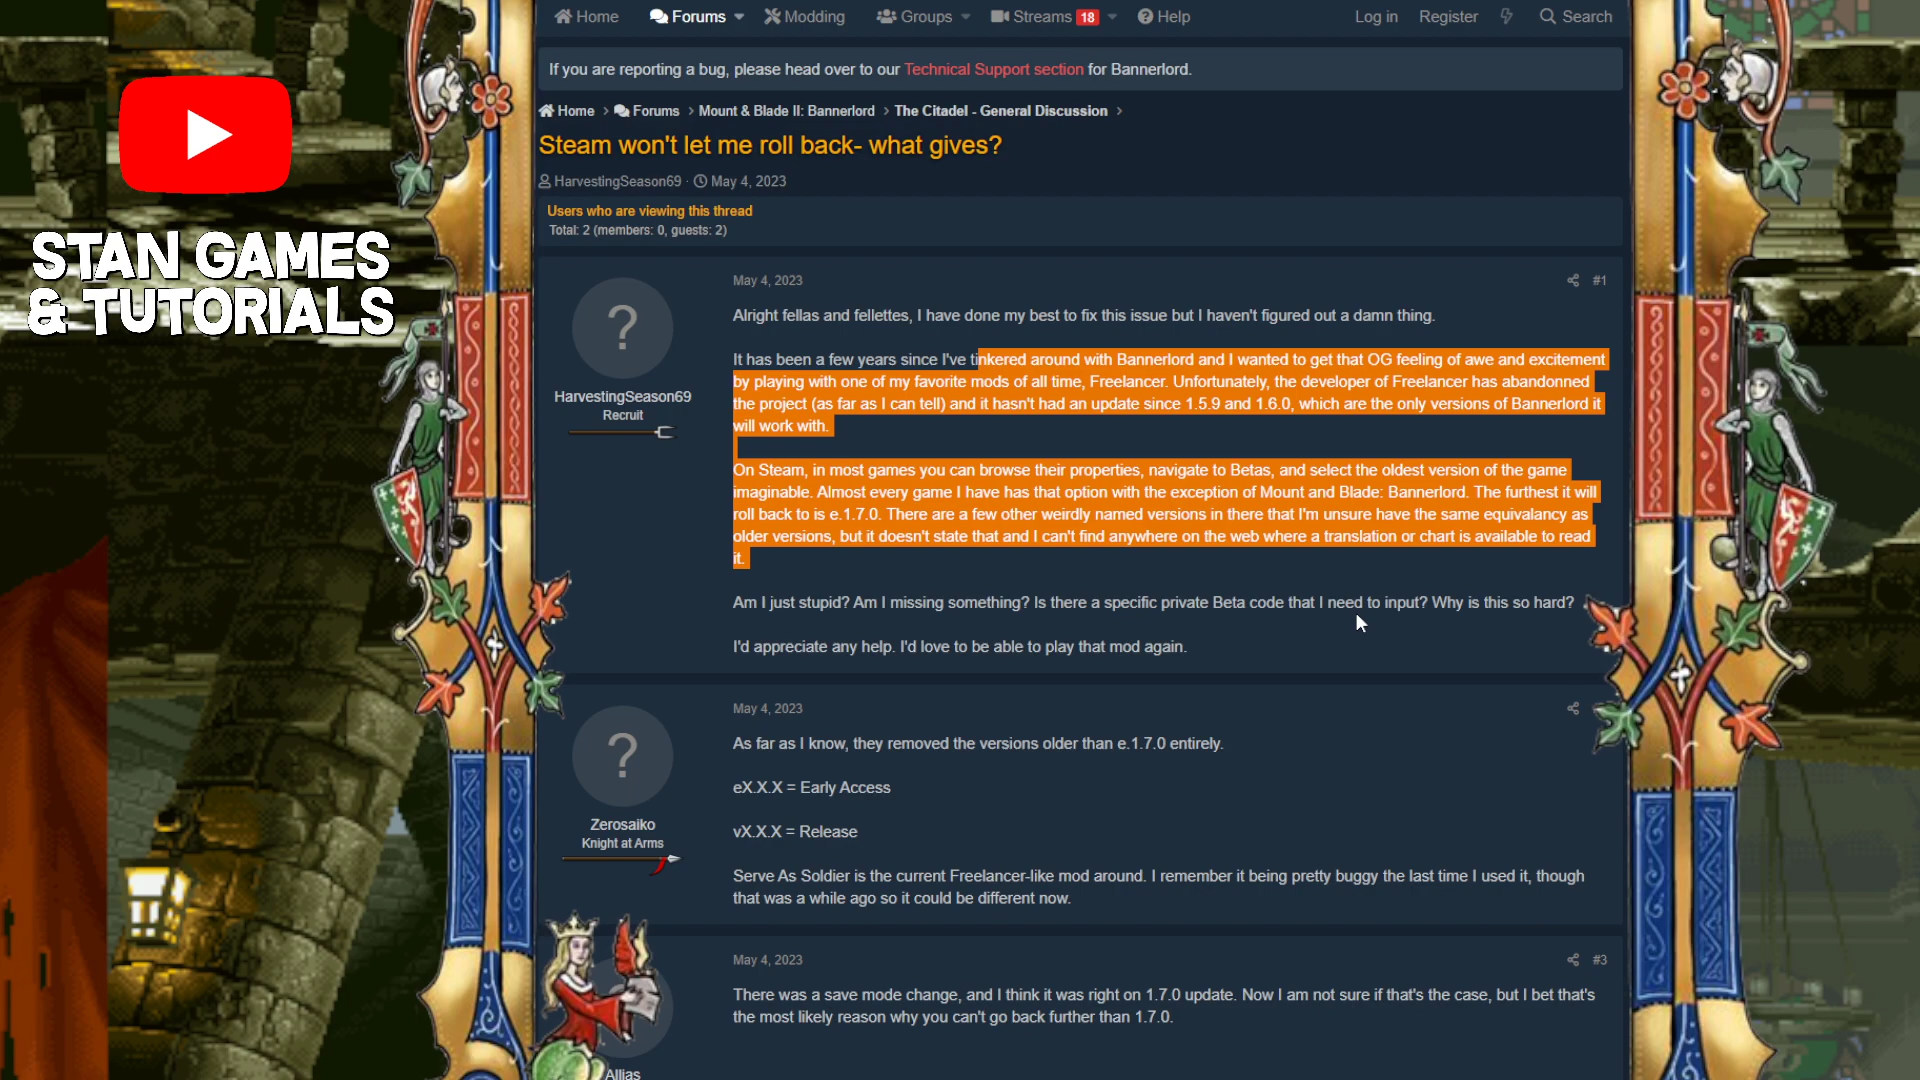 Home
Forums
Modding
Groups
Streams 18
Help
Log in
Register
Search
If you are reporting a bug, please head over to our Technical Support section for Bannerlord.
Home > Forums > Mount & Blade II: Bannerlord > The Citadel - General Discussion >
Steam won't let me roll back- what gives?
HarvestingSeason69 · May 4, 2023
Users who are viewing this thread
Total: 2 (members: 0, guests: 2)
STAN GAMES
& TUTORIALS
May 4, 2023
#1
Alright fellas and fellettes, I have done my best to fix this issue but I haven't figured out a damn thing.
It has been a few years since I've tinkered around with Bannerlord and I wanted to get that OG feeling of awe and excitement
by playing with one of my favorite mods of all time, Freelancer. Unfortunately, the developer of Freelancer has abandonned
the project (as far as I can tell) and it hasn't had an update since 1.5.9 and 1.6.0, which are the only versions of Bannerlord it
will work with.
On Steam, in most games you can browse their properties, navigate to Betas, and select the oldest version of the game
imaginable. Almost every game I have has that option with the exception of Mount and Blade: Bannerlord. The furthest it will
roll back to is e.1.7.0. There are a few other weirdly named versions in there that I'm unsure have the same equivalancy as
older versions, but it doesn't state that and I can't find anywhere on the web where a translation or chart is available to read
it.
Am I just stupid? Am I missing something? Is there a specific private Beta code that I need to input? Why is this so hard?
I'd appreciate any help. I'd love to be able to play that mod again.
HarvestingSeason69
Recruit
May 4, 2023
As far as I know, they removed the versions older than e.1.7.0 entirely.
eX.X.X = Early Access
vX.X.X = Release
Serve As Soldier is the current Freelancer-like mod around. I remember it being pretty buggy the last time I used it, though
that was a while ago so it could be different now.
Zerosaiko
Knight at Arms
May 4, 2023
#3
There was a save mode change, and I think it was right on 1.7.0 update. Now I am not sure if that's the case, but I bet that's
the most likely reason why you can't go back further than 1.7.0.
Allias